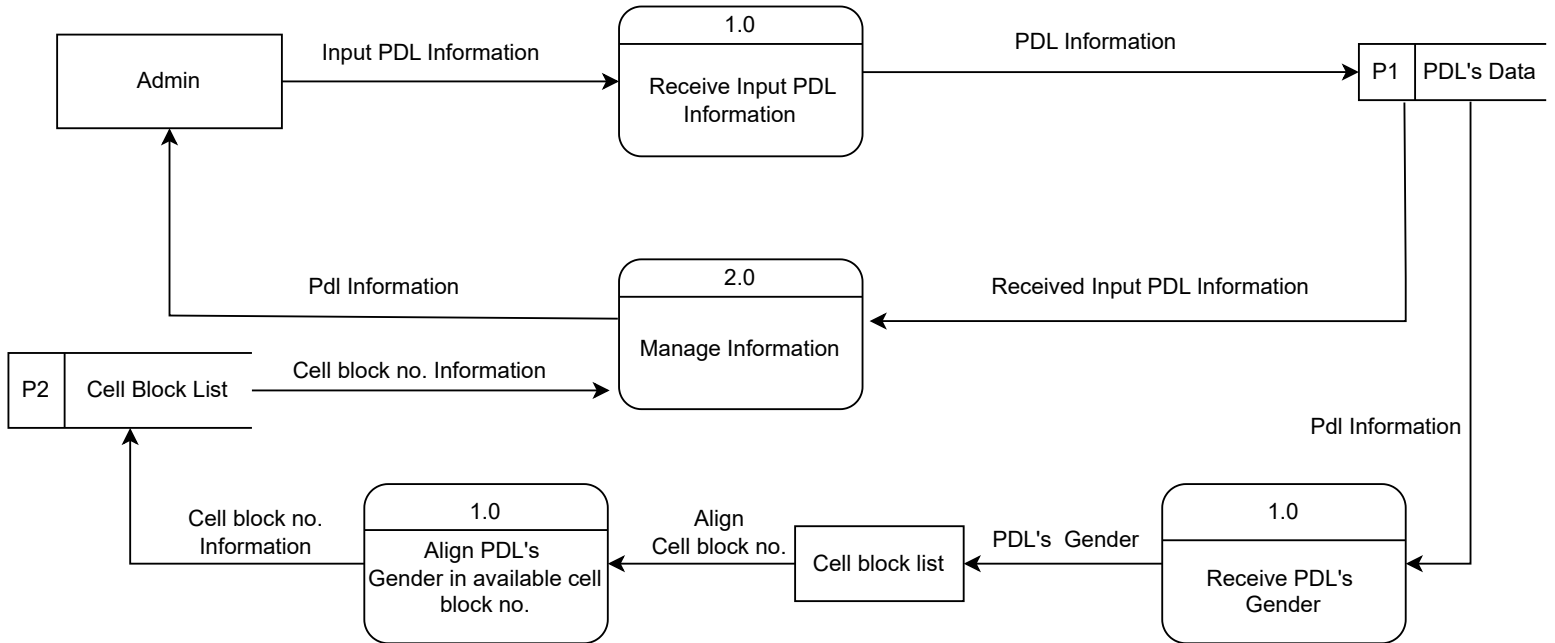 1.0
Input PDL Information
PDL Information
Admin
Receive Input PDL
Information
P1
PDL's Data
2.0
Pdl Information
Received Input PDL Information
Manage Information
P2
Cell Block List
Cell block no. Information
Pdl Information
1.0
1.0
Cell block no.
Information
Align
Cell block no.
PDL's  Gender
Align PDL's
Gender in available cell
block no.
Cell block list
Receive PDL's
Gender